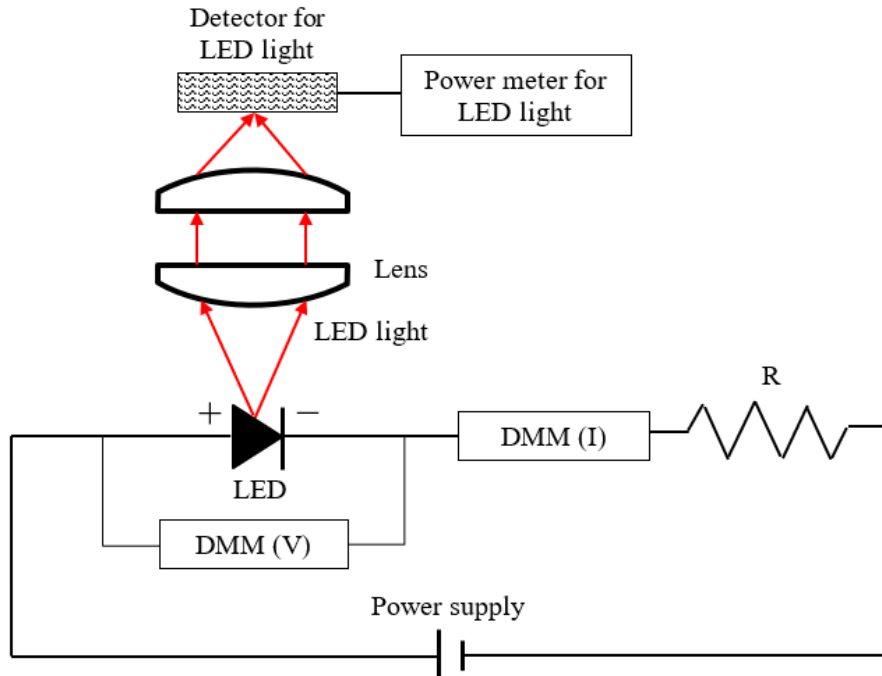 Detector for
LED light
Power meter for
LED light
Lens
LED light
R
+
−
DMM (I)
LED
DMM (V)
Power supply